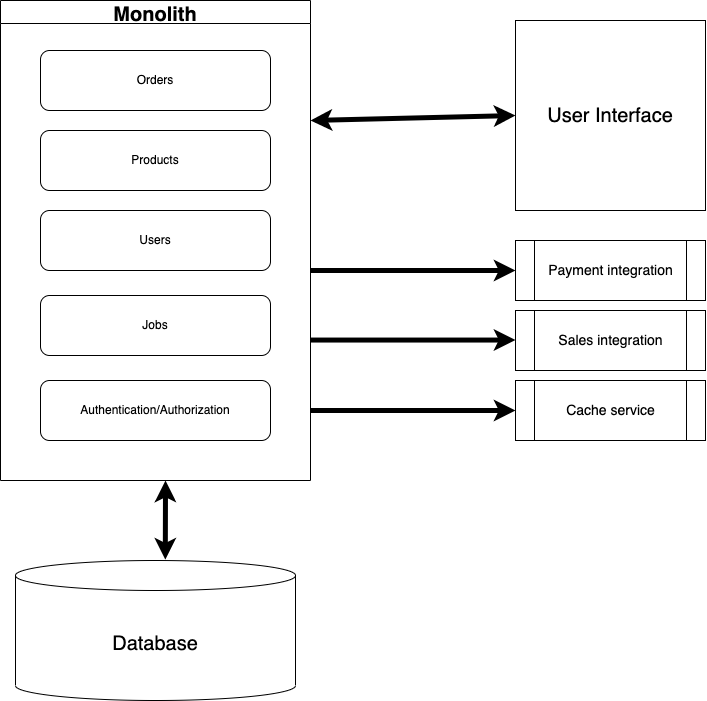 Monolith
Orders
Products
Users
Jobs
Authentication/Authorization
User Interface
Payment integration
Sales integration
Cache service
Database